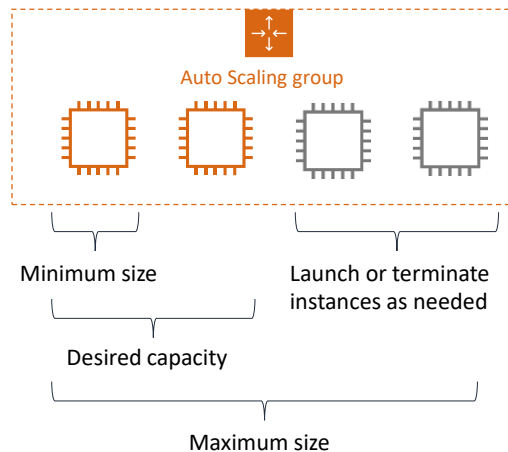 Auto Scaling group
Minimum size
Launch or terminate
instances as needed
Desired capacity
Maximum size